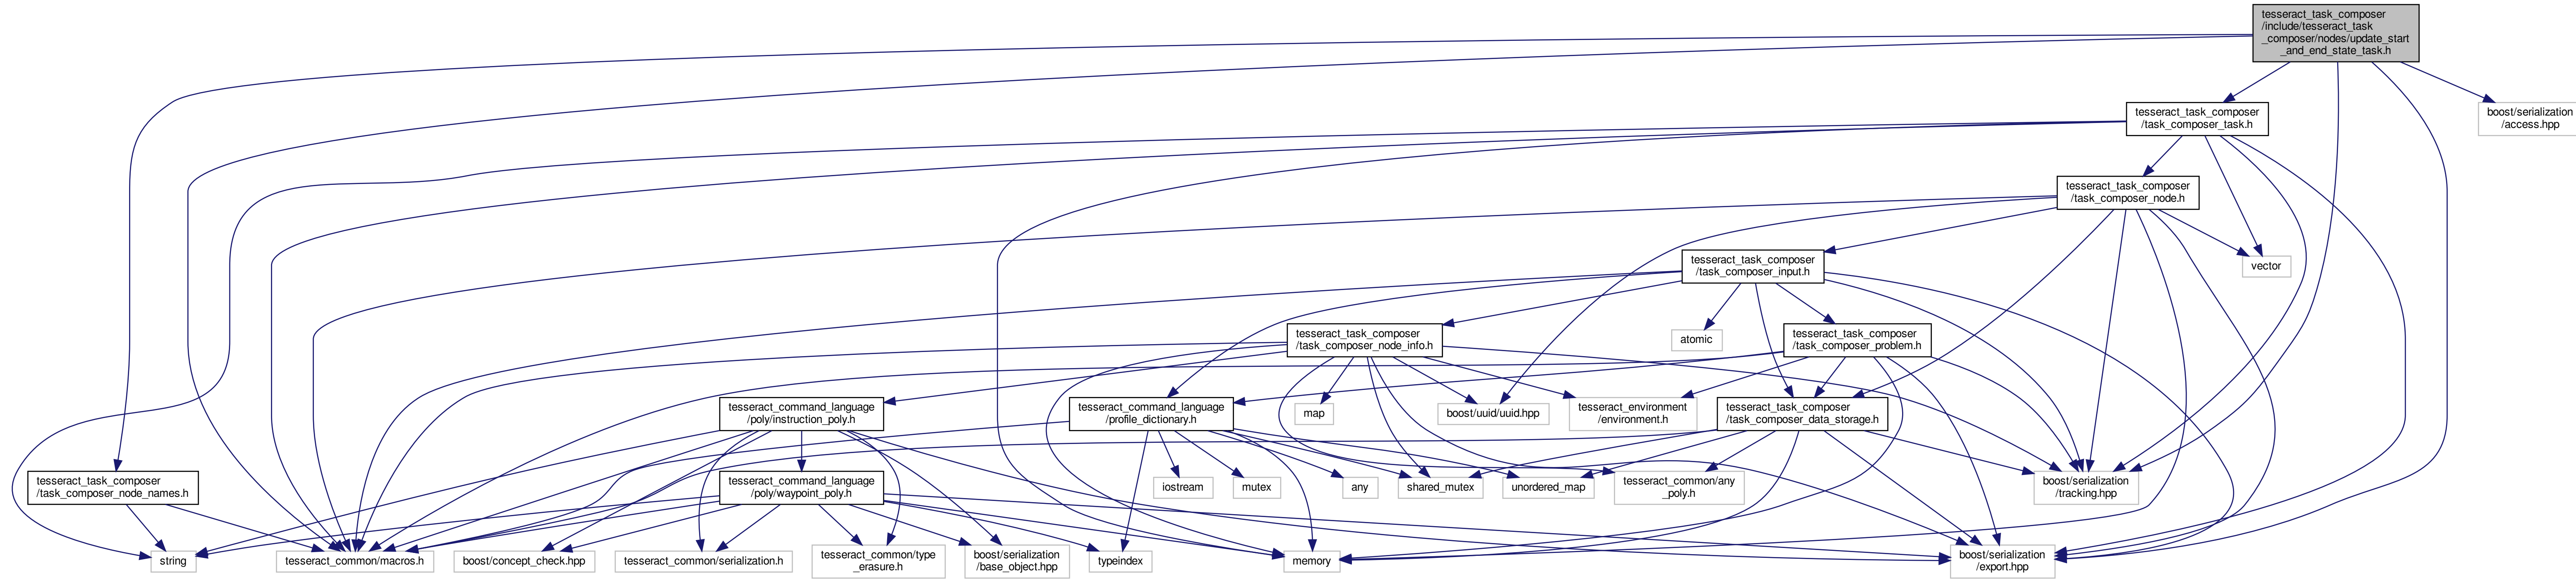 tesseract_task_composer
/include/tesseract_task
_composer/nodes/update_start
_and_end_state_task.h
tesseract_task_composer
/task_composer_task.h
boost/serialization
/access.hpp
tesseract_task_composer
/task_composer_node.h
tesseract_task_composer
/task_composer_input.h
vector
tesseract_task_composer
/task_composer_node_info.h
atomic
tesseract_task_composer
/task_composer_problem.h
tesseract_command_language
/poly/instruction_poly.h
tesseract_command_language
/profile_dictionary.h
map
boost/uuid/uuid.hpp
tesseract_environment
/environment.h
tesseract_task_composer
/task_composer_data_storage.h
tesseract_task_composer
/task_composer_node_names.h
tesseract_command_language
/poly/waypoint_poly.h
iostream
mutex
any
shared_mutex
unordered_map
tesseract_common/any
_poly.h
boost/serialization
/tracking.hpp
string
tesseract_common/macros.h
boost/concept_check.hpp
tesseract_common/serialization.h
tesseract_common/type
_erasure.h
boost/serialization
/base_object.hpp
typeindex
memory
boost/serialization
/export.hpp